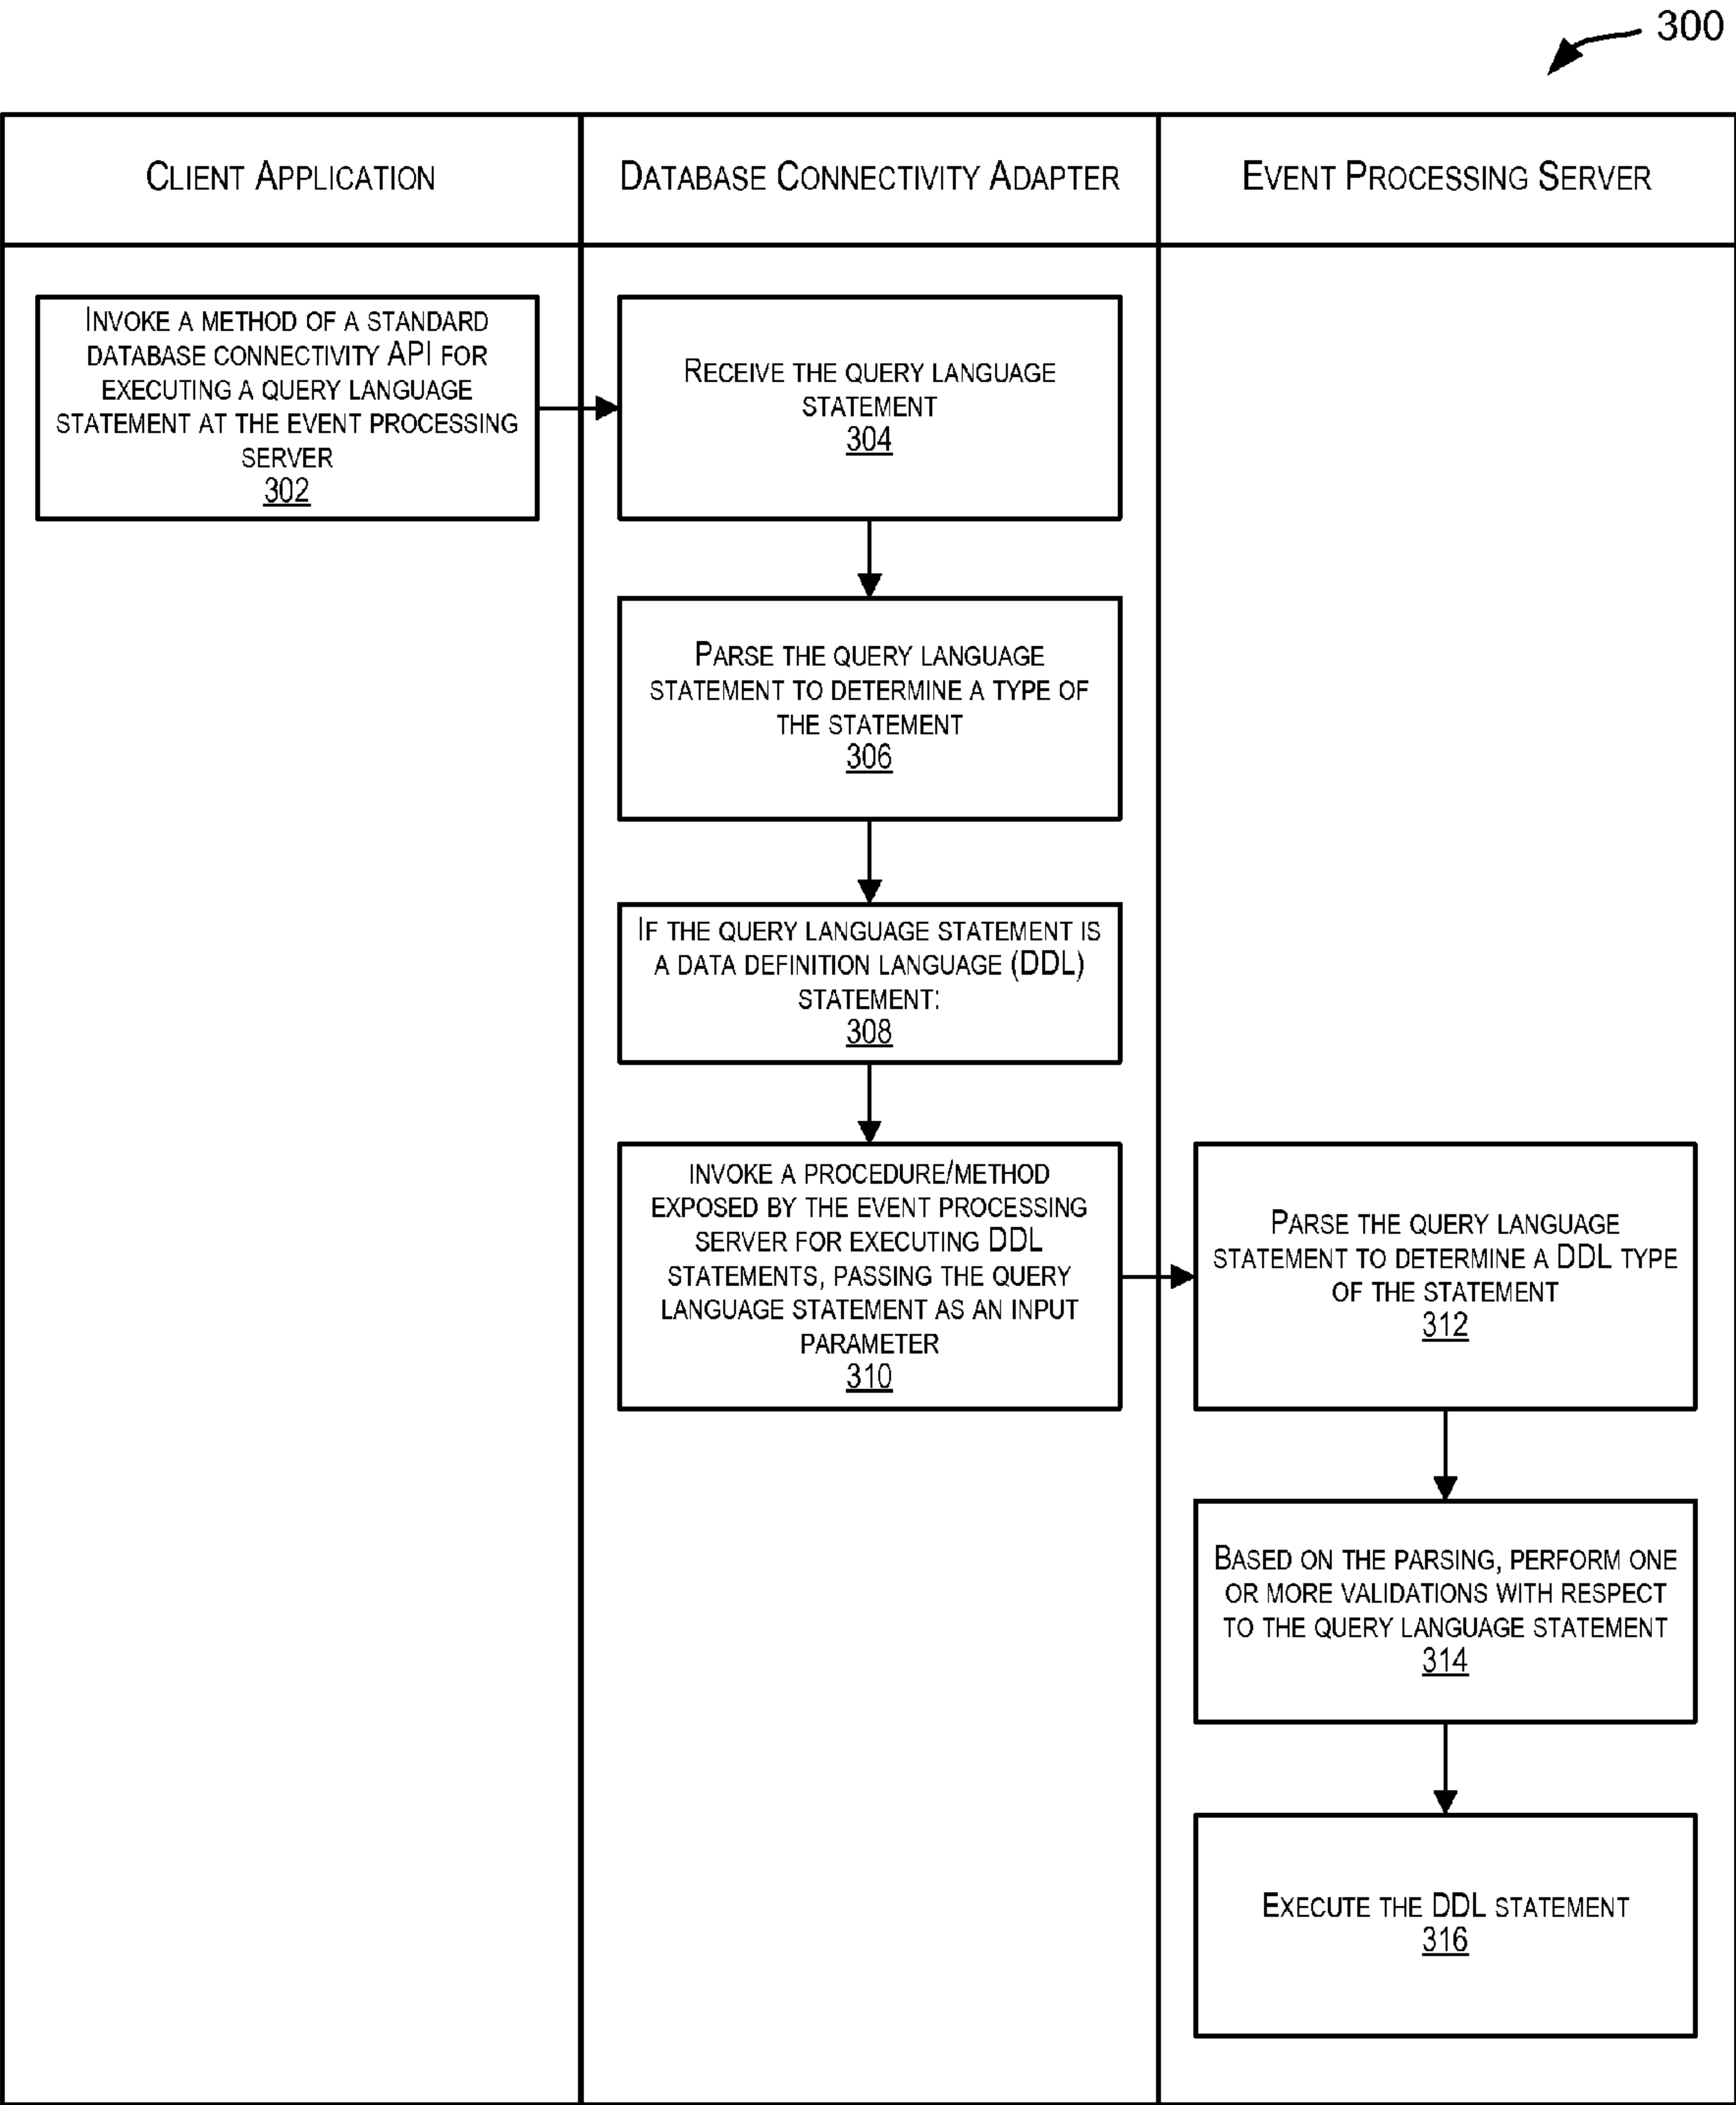 300
CLIENT APPLICATION
DATABASE CONNECTIVITY ADAPTER
EVENT PROCESSING SERVER
INVOKE A METHOD OF A STANDARD
DATABASE CONNECTIVITY API FOR
EXECUTING A QUERY LANGUAGE
STATEMENT AT THE EVENT PROCESSING
SERVER
302
RECEIVE THE QUERY LANGUAGE
STATEMENT
304
PARSE THE QUERY LANGUAGE
STATEMENT TO DETERMINE A TYPE OF
THE STATEMENT
306
IF THE QUERY LANGUAGE STATEMENT IS
A DATA DEFINITION LANGUAGE (DDL)
STATEMENT:
308
INVOKE A PROCEDURE/METHOD
EXPOSED BY THE EVENT PROCESSING
SERVER FOR EXECUTING DDL
STATEMENTS, PASSING THE QUERY
LANGUAGE STATEMENT AS AN INPUT
PARAMETER
310
PARSE THE QUERY LANGUAGE
STATEMENT TO DETERMINE A DDL TYPE
OF THE STATEMENT
312
BASED ON THE PARSING, PERFORM ONE
OR MORE VALIDATIONS WITH RESPECT
TO THE QUERY LANGUAGE STATEMENT
314
EXECUTE THE DDL STATEMENT
316